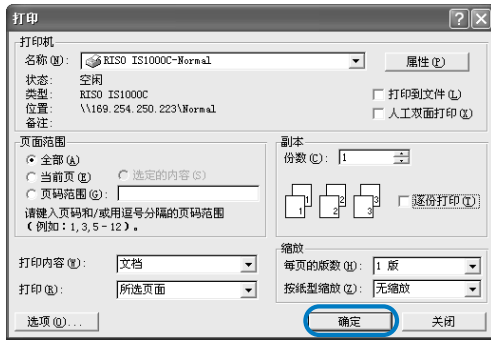 打印
打印机
名称(N): RISO IS1000C-Normal 属性(P)
状态: 空闲
类型: RISO IS1000C 打印到文件(L)
位置: \\169.254.250.223\Normal 人工双面打印(X)
备注:
页面范围
全部(A)
当前页(E) 选定的内容(S)
页码范围(G):
请键入页码和/或用逗号分隔的页码范围
(例如:1,3,5-12)。
副本
份数(C): 1
1 1 2 2 3 3
逐份打印(T)
打印内容(W): 文档
打印(R): 所选页面
缩放
每页的版数(H): 1 版
按纸型缩放(Z): 无缩放
选项(O)... 确定 关闭